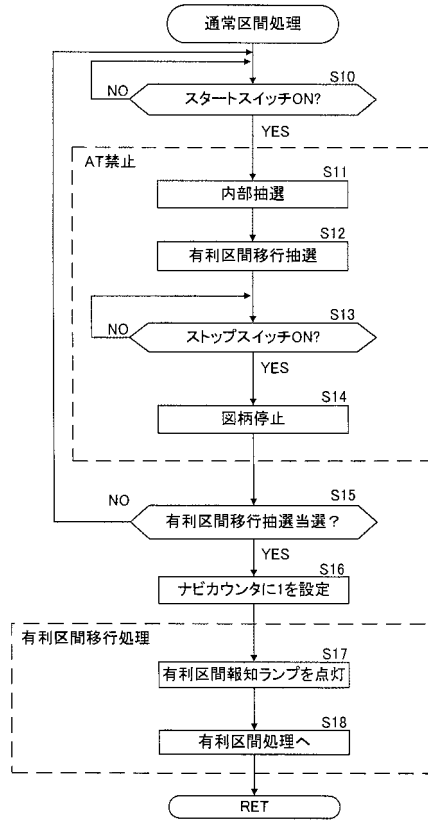 通常区間処理
S10
NO
スタートスイッチON?
YES
AT禁止
S11
内部抽選
S12
有利区間移行抽選
S13
NO
ストップスイッチON?
YES
S14
図柄停止
NO
S15
有利区間移行抽選当選?
YES
S16
ナビカウンタに1を設定
有利区間移行処理
S17
有利区間報知ランプを点灯
S18
有利区間処理へ
RET